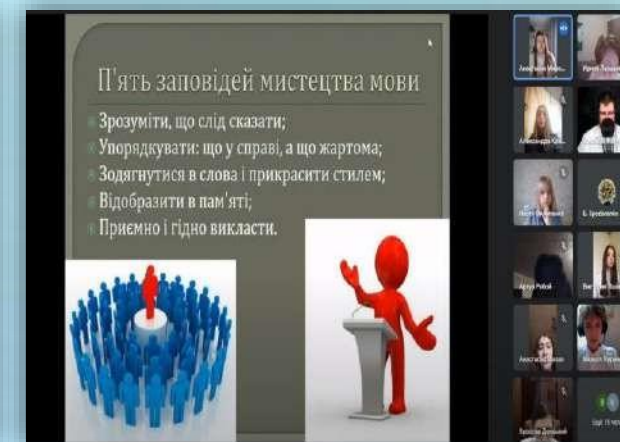 П'ять заповідей мистецтва мови
Зрозуміти, що слід сказати;
Упорядкувати: що у справі, а що жартома;
Зодягнутися в слова і прикрасити стилем;
Відобразити в пам'яті;
Приємно і гідно викласти.